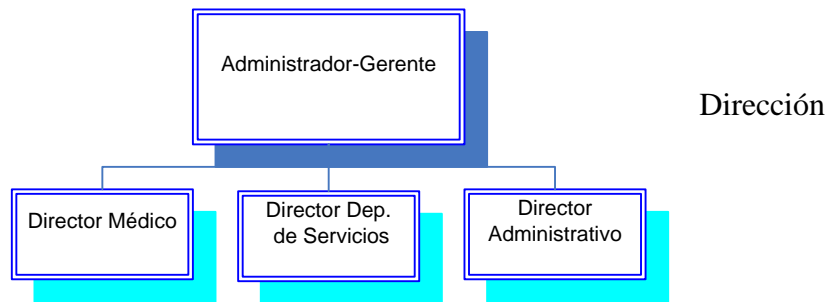 Administrador-Gerente
Dirección
Director Médico
Director Dep.
de Servicios
Director
Administrativo